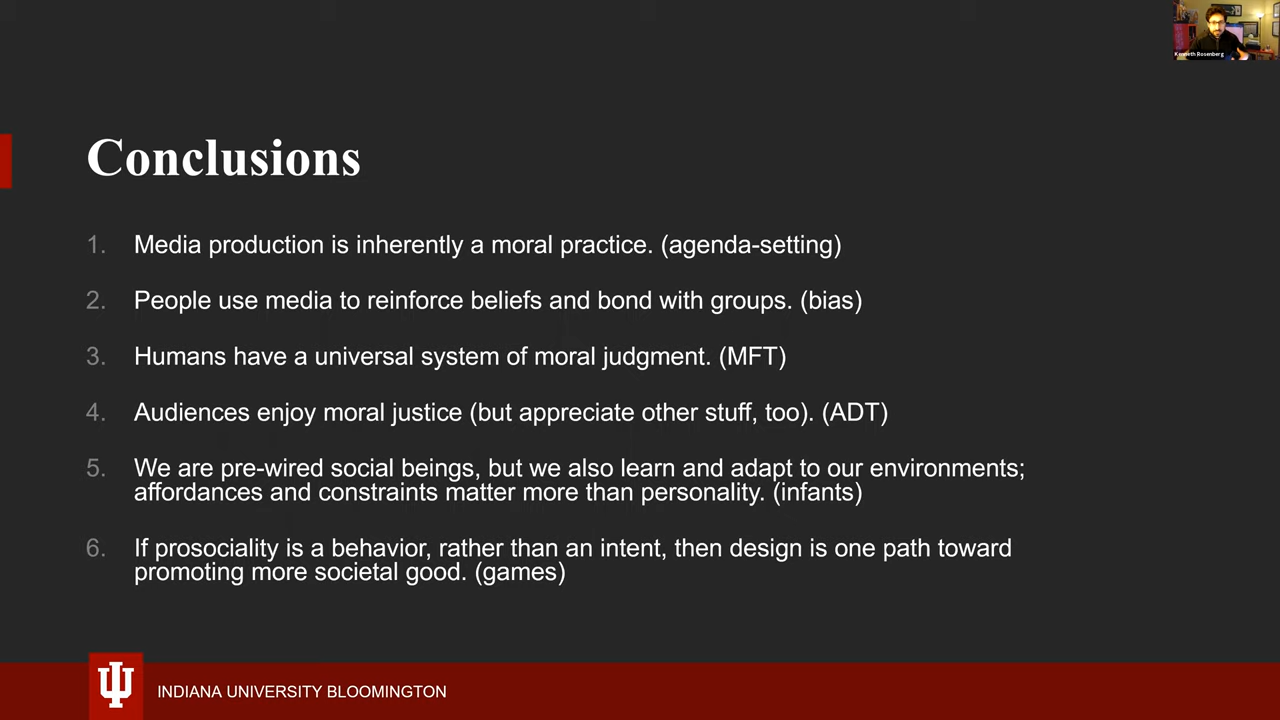 Kenneth Rosenberg
Conclusions
1. Media production is inherently a moral practice. (agenda-setting)
2. People use media to reinforce beliefs and bond with groups. (bias)
3. Humans have a universal system of moral judgment. (MFT)
4. Audiences enjoy moral justice (but appreciate other stuff, too). (ADT)
5. We are pre-wired social beings, but we also learn and adapt to our environments;
affordances and constraints matter more than personality. (infants)
6. If prosociality is a behavior, rather than an intent, then design is one path toward
promoting more societal good. (games)
INDIANA UNIVERSITY BLOOMINGTON